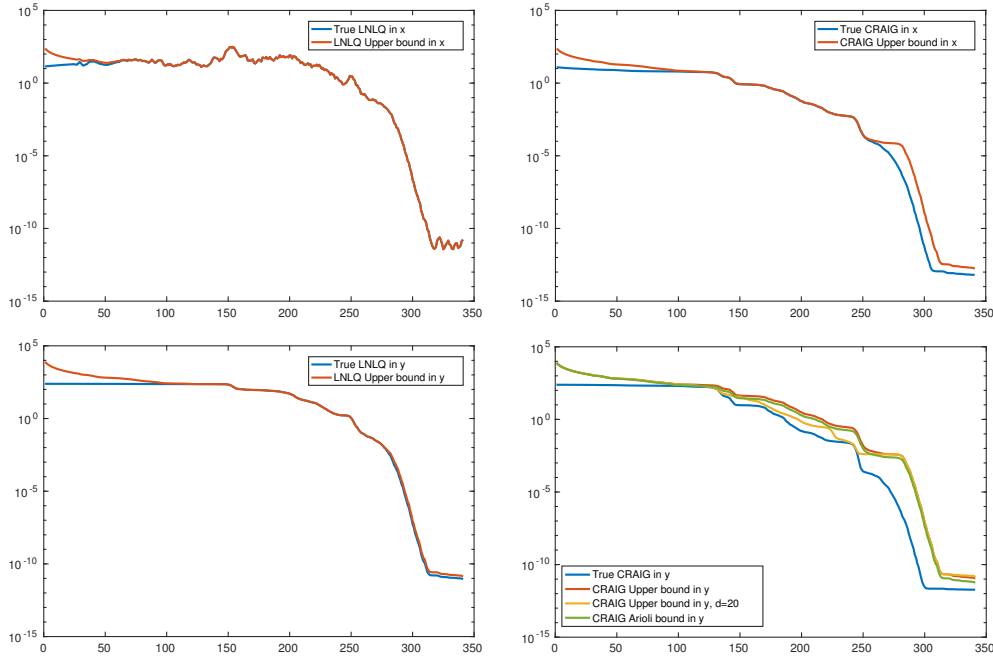 10^5
10^0
10^-5
10^-10
10^-15
0 50 100 150 200 250 300 350
True LNLQ in x
LNLQ Upper bound in x
10^5
10^0
10^-5
10^-10
10^-15
0 50 100 150 200 250 300 350
True CRAIG in x
CRAIG Upper bound in x
10^5
10^0
10^-5
10^-10
10^-15
0 50 100 150 200 250 300 350
True LNLQ in y
LNLQ Upper bound in y
10^5
10^0
10^-5
10^-10
10^-15
0 50 100 150 200 250 300 350
True CRAIG in y
CRAIG Upper bound in y
CRAIG Upper bound in y, d=20
CRAIG Arioli bound in y